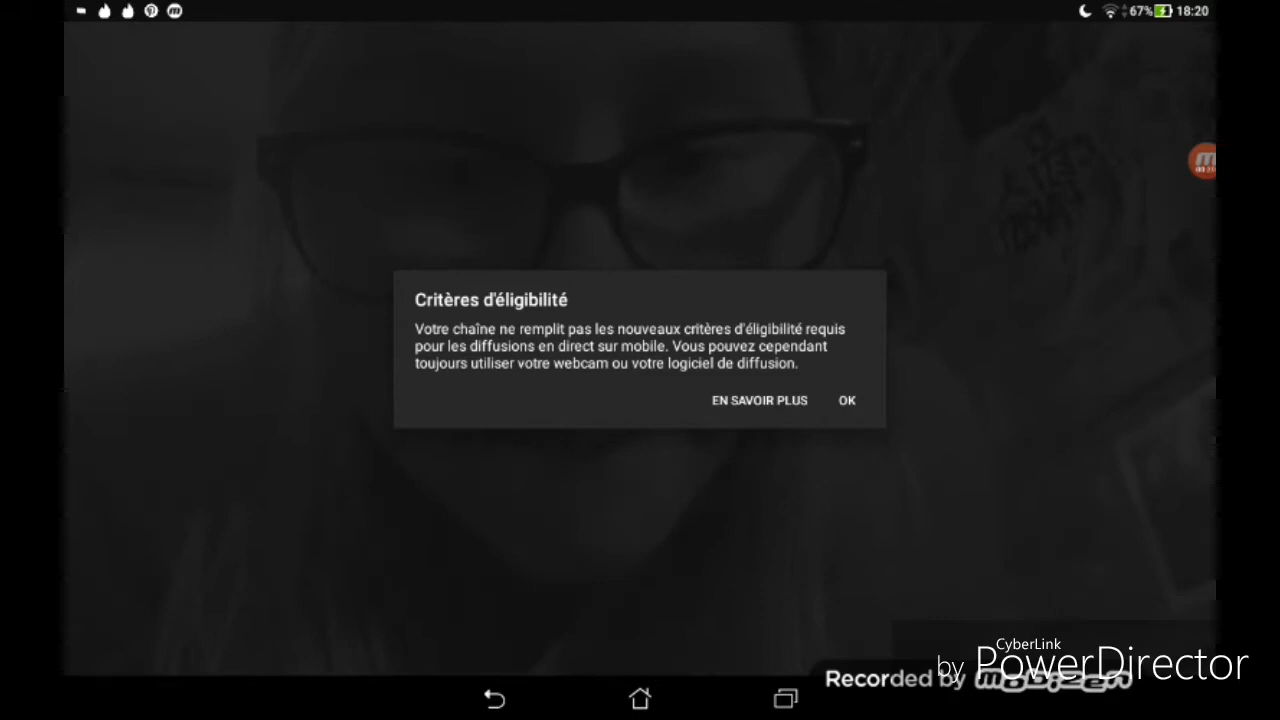 67% 18:20
Critères d'éligibilité
Votre chaîne ne remplit pas les nouveaux critères d'éligibilité requis
pour les diffusions en direct sur mobile. Vous pouvez cependant
toujours utiliser votre webcam ou votre logiciel de diffusion.
EN SAVOIR PLUS OK
CyberLink
by PowerDirector
Recorded by mobizen